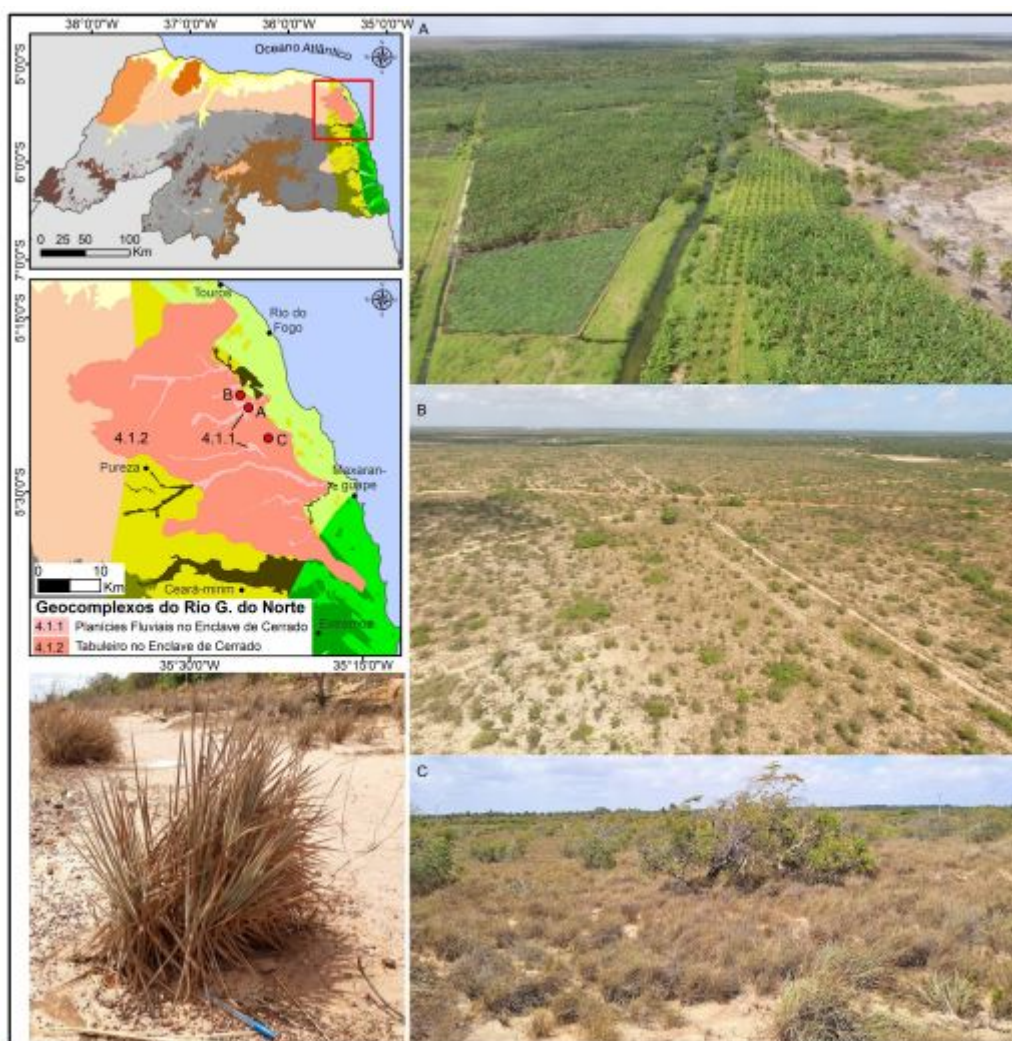 38°0'0"W 37°0'0"W 36°0'0"W 35°0'0"W
Oceano Atlântico
5°0'0"S
6°0'0"S
7°0'0"S
0 25 50 100
Km
A
Touros
Rio do
Fogo
5°15'0"S
B
A
4.1.2
4.1.1
C
Pureza
Maxaran-
guape
5°30'0"S
0 10
Km
Ceará-mirim
Extremoz
Geocomplexos do Rio G. do Norte
4.1.1 Planícies Fluviais no Enclave de Cerrado
4.1.2 Tabuleiro no Enclave de Cerrado
35°30'0"W 35°15'0"W
B
C